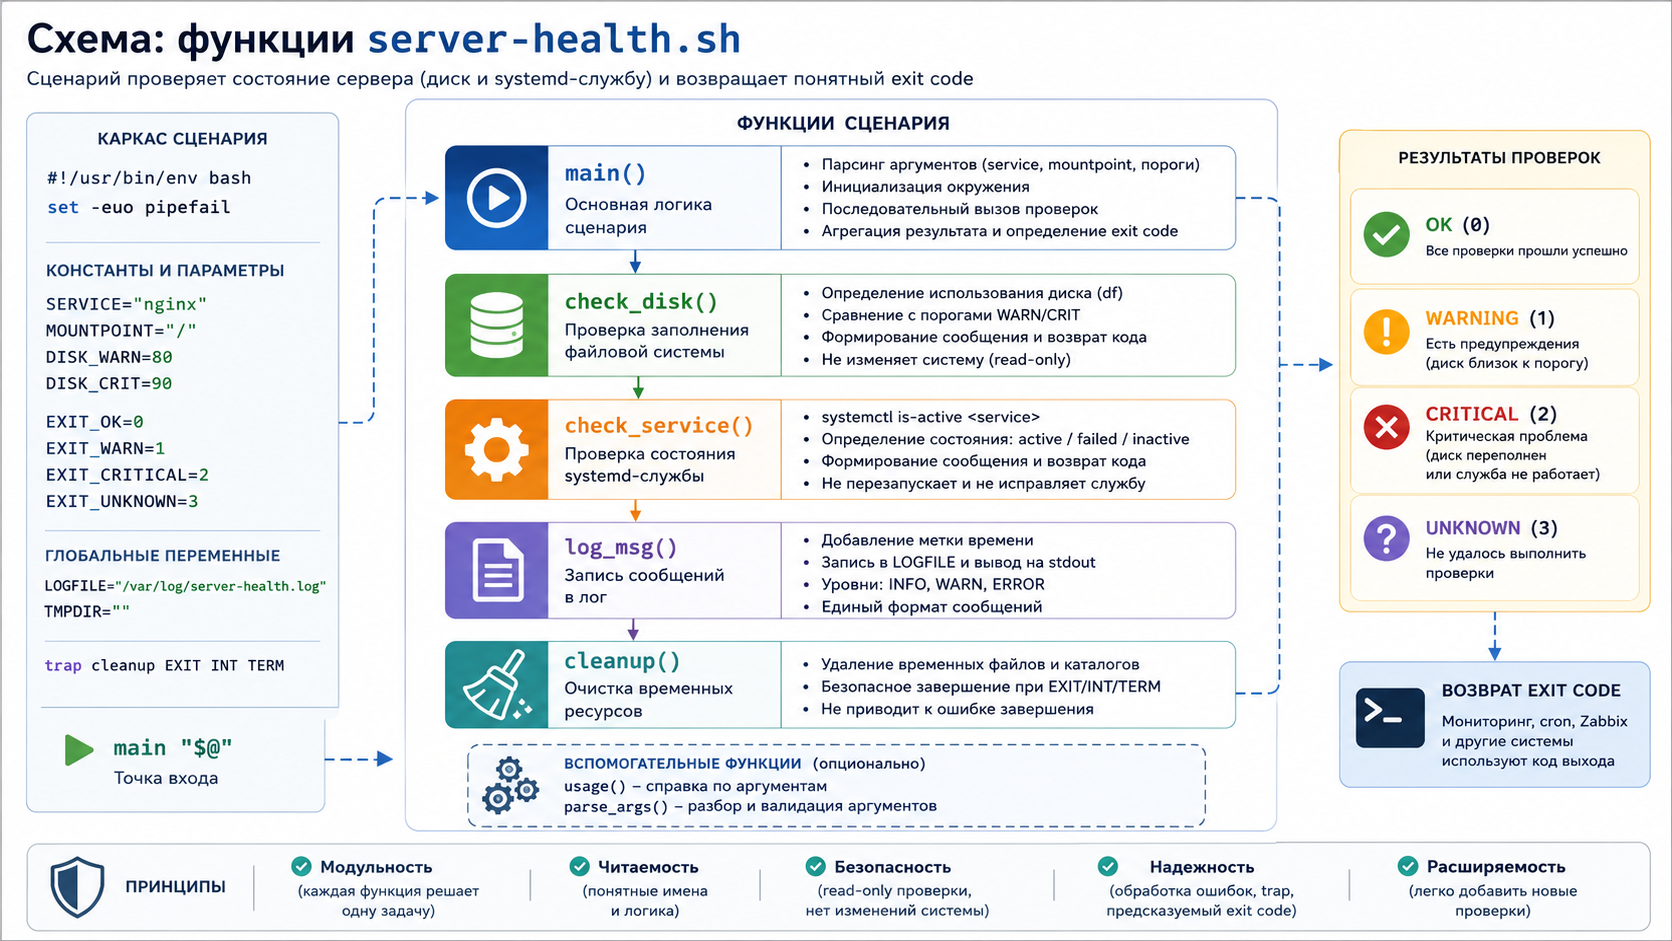 Схема: функции server-health.sh
Сценарий проверяет состояние сервера (диск и systemd-службу) и возвращает понятный exit code
КАРКАС СЦЕНАРИЯ
#!/usr/bin/env bash
set -euo pipefail
КОНСТАНТЫ И ПАРАМЕТРЫ
SERVICE="nginx"
MOUNTPOINT="/"
DISK_WARN=80
DISK_CRIT=90
EXIT_OK=0
EXIT_WARN=1
EXIT_CRITICAL=2
EXIT_UNKNOWN=3
ГЛОБАЛЬНЫЕ ПЕРЕМЕННЫЕ
LOGFILE="/var/log/server-health.log"
TMPDIR=""
trap cleanup EXIT INT TERM
main "$@"
Точка входа
ФУНКЦИИ СЦЕНАРИЯ
main()
Основная логика
сценария
• Парсинг аргументов (service, mountpoint, пороги)
• Инициализация окружения
• Последовательный вызов проверок
• Агрегация результата и определение exit code
check_disk()
Проверка заполнения
файловой системы
• Определение использования диска (df)
• Сравнение с порогами WARN/CRIT
• Формирование сообщения и возврат кода
• Не изменяет систему (read-only)
check_service()
Проверка состояния
systemd-службы
• systemctl is-active <service>
• Определение состояния: active / failed / inactive
• Формирование сообщения и возврат кода
• Не перезапускает и не исправляет службу
log_msg()
Запись сообщений
в лог
• Добавление метки времени
• Запись в LOGFILE и вывод на stdout
• Уровни: INFO, WARN, ERROR
• Единый формат сообщений
cleanup()
Очистка временных
ресурсов
• Удаление временных файлов и каталогов
• Безопасное завершение при EXIT/INT/TERM
• Не приводит к ошибке завершения
ВСПОМОГАТЕЛЬНЫЕ ФУНКЦИИ (опционально)
usage() – справка по аргументам
parse_args() – разбор и валидация аргументов
РЕЗУЛЬТАТЫ ПРОВЕРОК
OK (0)
Все проверки прошли успешно
WARNING (1)
Есть предупреждения
(диск близок к порогу)
CRITICAL (2)
Критическая проблема
(диск переполнен
или служба не работает)
UNKNOWN (3)
Не удалось выполнить
проверки
ВОЗВРАТ EXIT CODE
Мониторинг, cron, Zabbix
и другие системы
используют код выхода
ПРИНЦИПЫ
Модульность
(каждая функция решает
одну задачу)
Читаемость
(понятные имена
и логика)
Безопасность
(read-only проверки,
нет изменений системы)
Надежность
(обработка ошибок, trap,
предсказуемый exit code)
Расширяемость
(легко добавить новые
проверки)